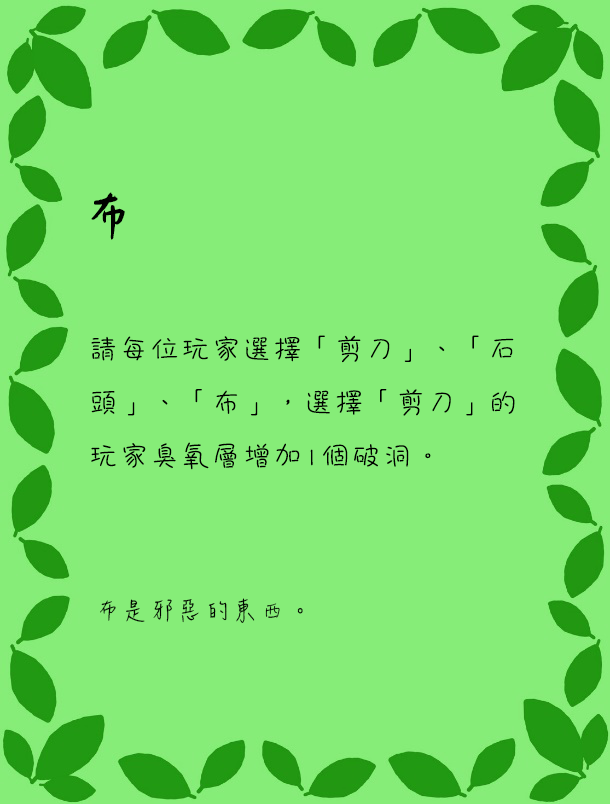 布
請每位玩家選擇「剪刀」、「石
頭」、「布」，選擇「剪刀」的
玩家臭氧層增加1個破洞。
布是邪惡的東西。